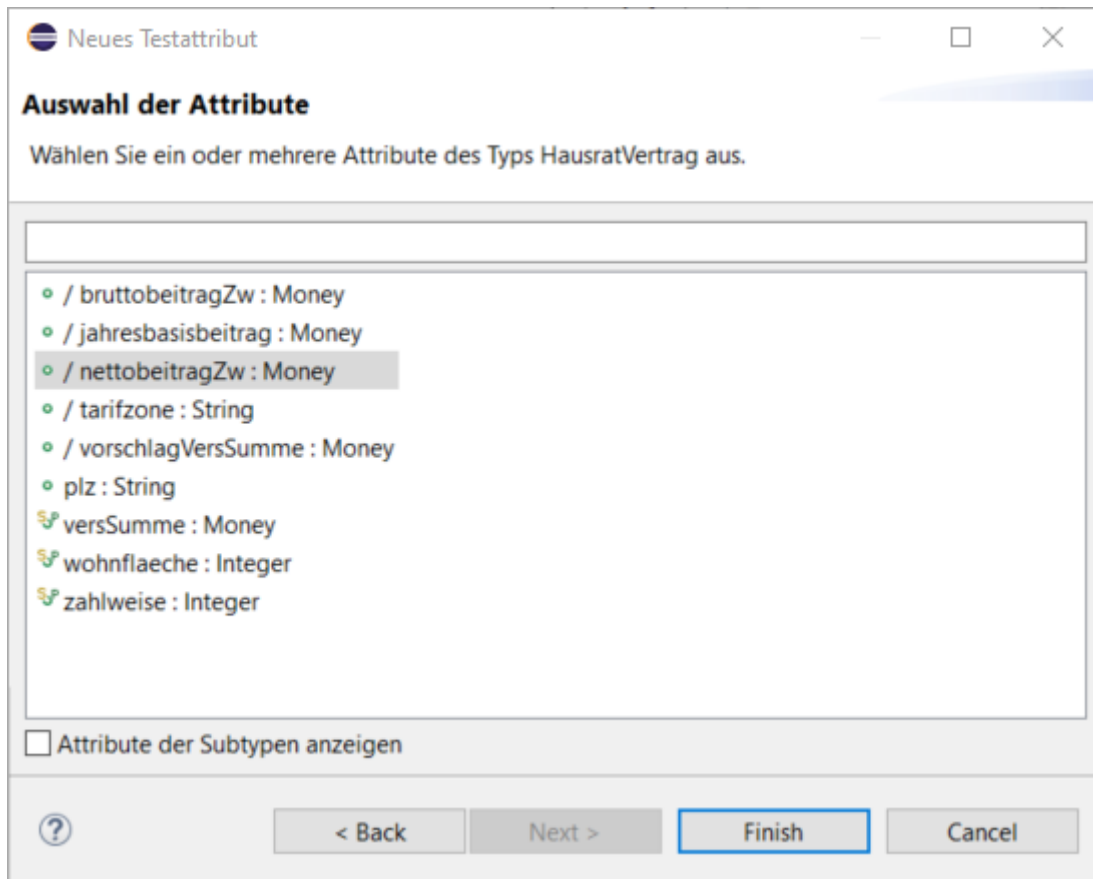 Neues Testattribut
Auswahl der Attribute
Wählen Sie ein oder mehrere Attribute des Typs HausratVertrag aus.
/ bruttobeitragZw : Money
/ jahresbasisbeitrag : Money
/ nettobeitragZw : Money
/ tarifzone : String
/ vorschlagVersSumme : Money
plz : String
versSumme : Money
wohnflaeche : Integer
zahlweise : Integer
Attribute der Subtypen anzeigen
? < Back Next > Finish Cancel